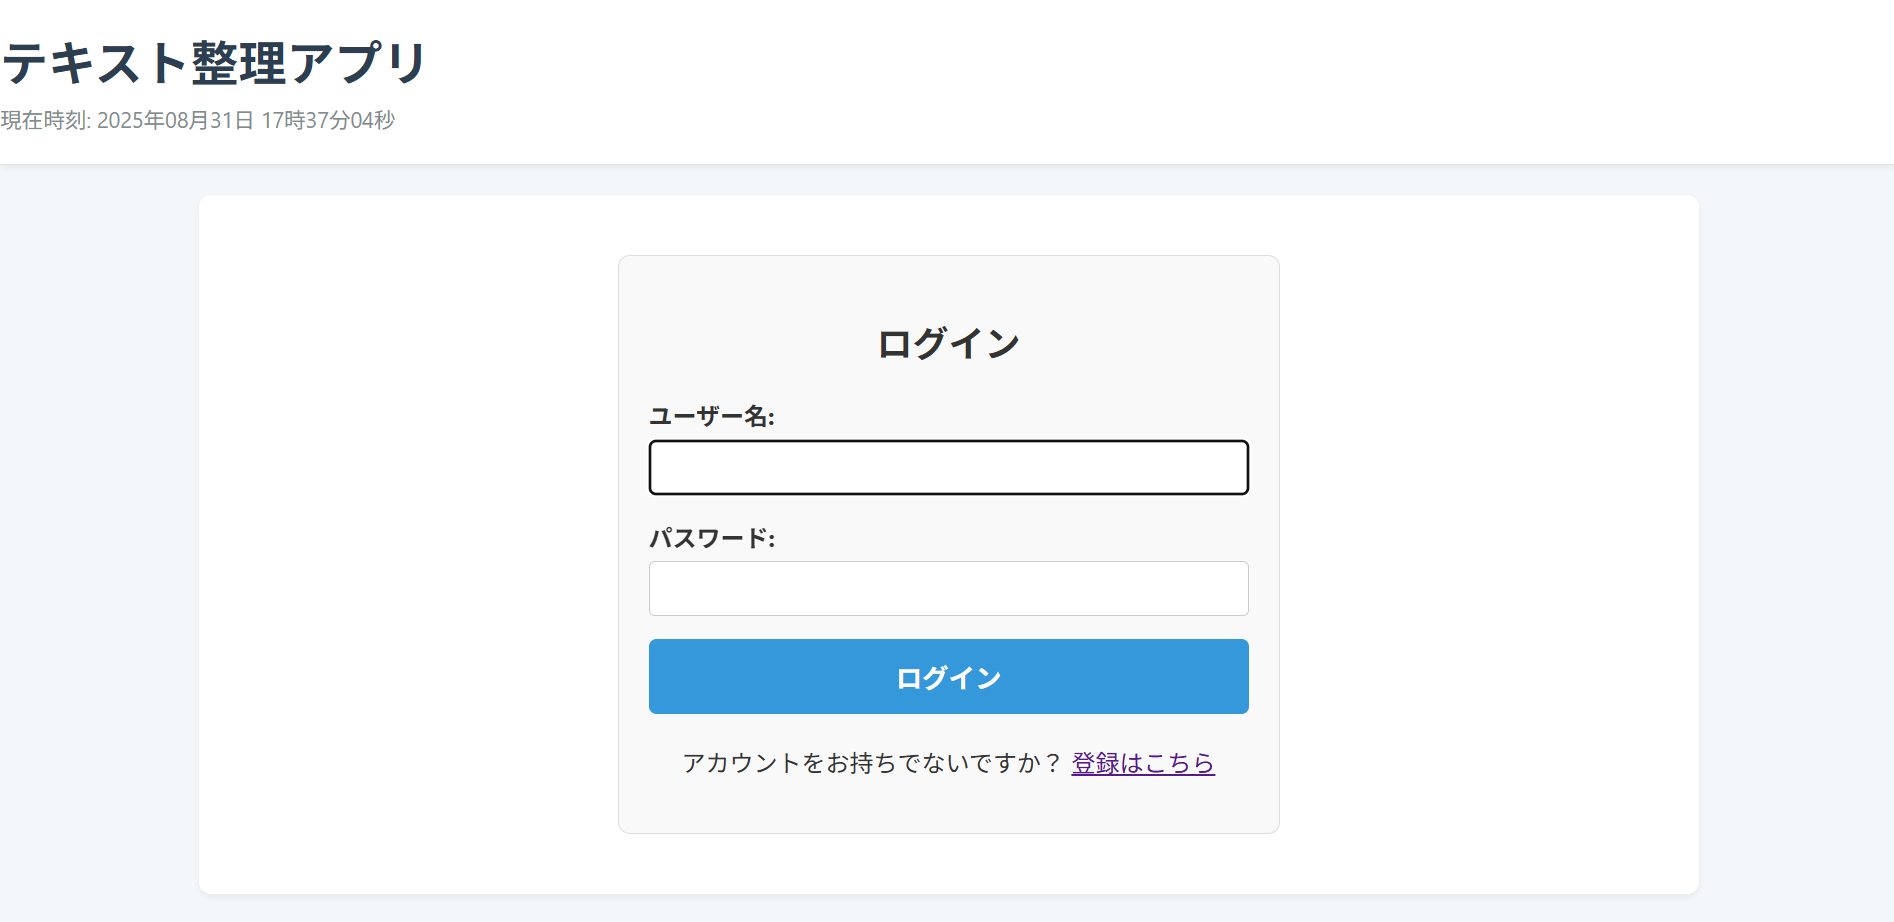 テキスト整理アプリ
現在時刻: 2025年08月31日 17時37分04秒
ログイン
ユーザー名:
パスワード:
ログイン
アカウントをお持ちでないですか？ 登録はこちら